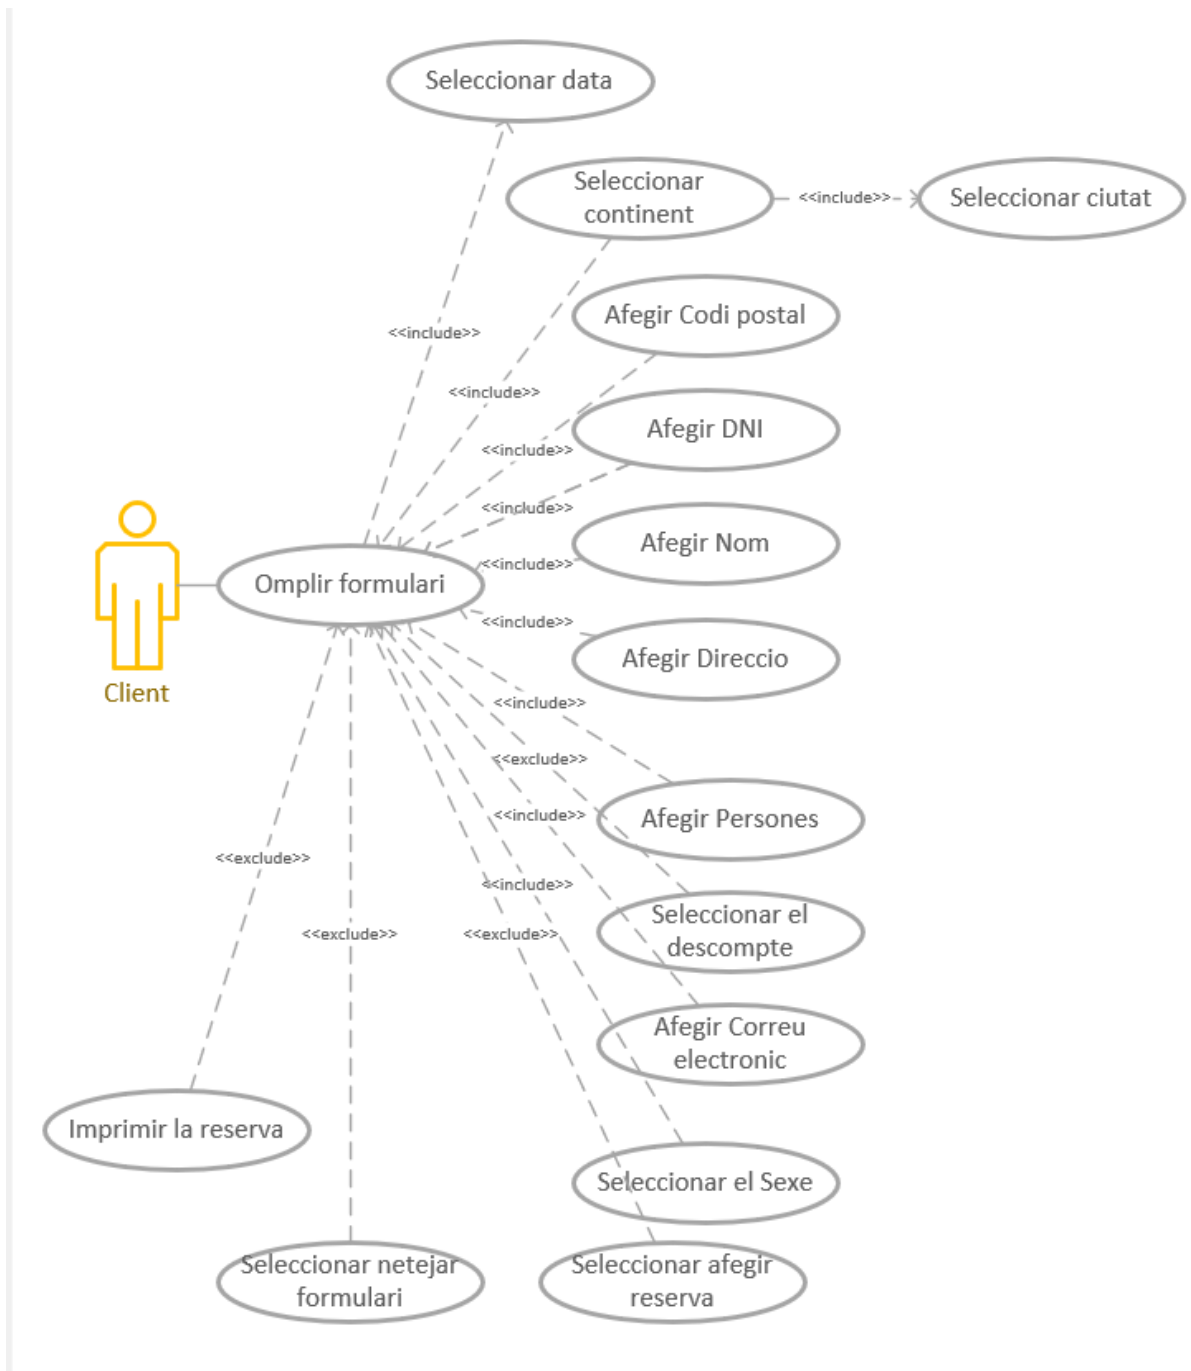 Seleccionar data
Seleccionar
continent
<<include>>
Seleccionar ciutat
Afegir Codi postal
<<include>>
<<include>>
Afegir DNI
<<include>>
<<include>>
Afegir Nom
<<include>>
Omplir formulari
<<include>>
Afegir Direccio
Client
<<include>>
<<exclude>>
<<include>>
Afegir Persones
<<exclude>>
<<include>>
Seleccionar el
descompte
<<exclude>>
<<exclude>>
Afegir Correu
electronic
Imprimir la reserva
Seleccionar el Sexe
Seleccionar netejar
formulari
Seleccionar afegir
reserva